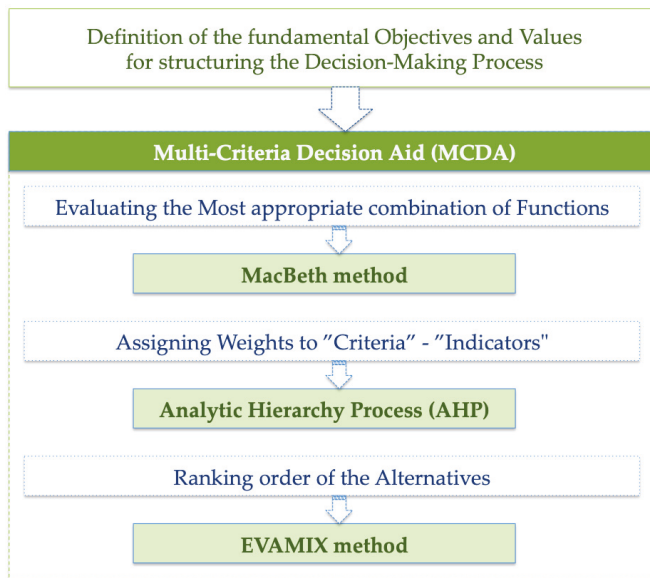 Definition of the fundamental Objectives and Values
for structuring the Decision-Making Process
Multi-Criteria Decision Aid (MCDA)
Evaluating the Most appropriate combination of Functions
MacBeth method
Assigning Weights to ”Criteria” - ”Indicators"
Analytic Hierarchy Process (AHP)
Ranking order of the Alternatives
EVAMIX method